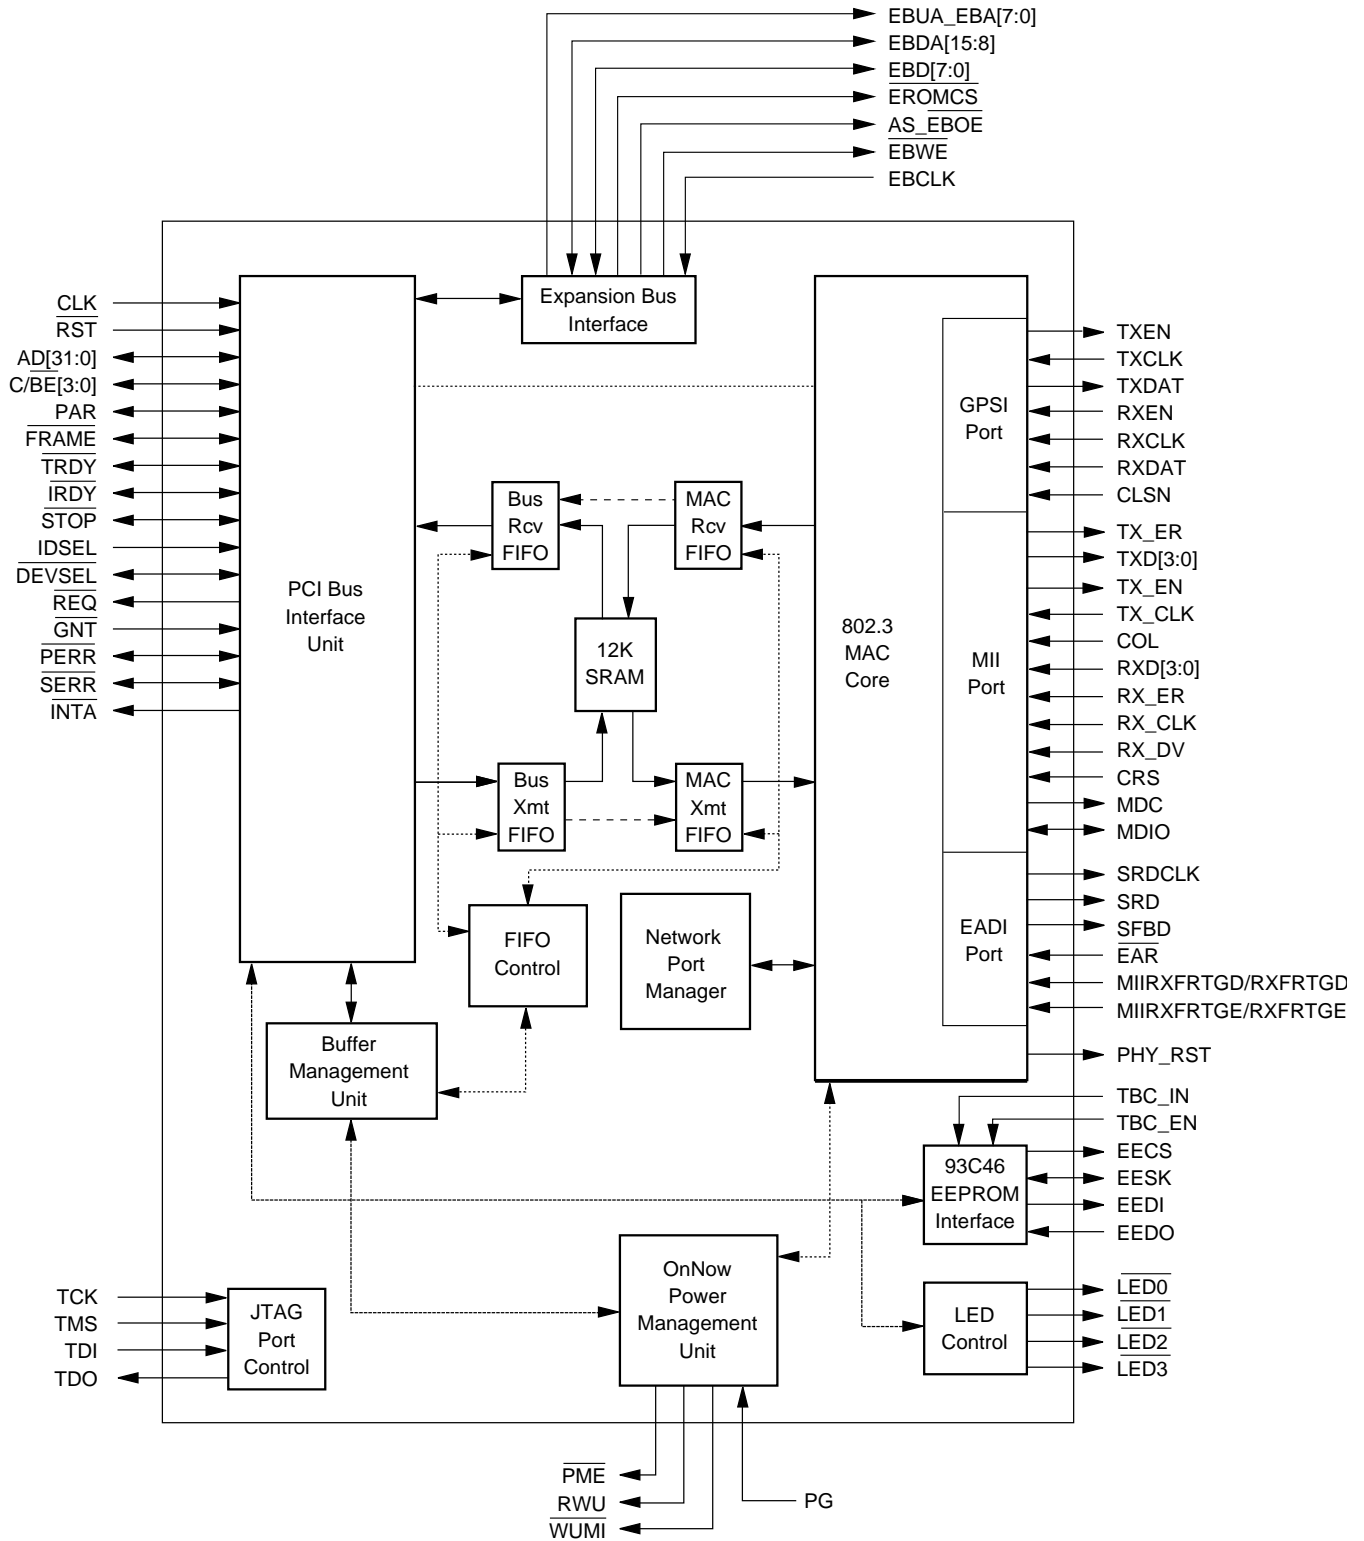 EBUA_EBA[7:0]
EBDA[15:8]
EBD[7:0]
EROMCS
AS_EBOE
EBWE
EBCLK
CLK
RST
AD[31:0]
C/BE[3:0]
PAR
FRAME
TRDY
IRDY
STOP
IDSEL
DEVSEL
REQ
GNT
PERR
SERR
INTA
PCI Bus
Interface
Unit
Expansion Bus
Interface
Bus
Rcv
FIFO
MAC
Rcv
FIFO
12K
SRAM
Bus
Xmt
FIFO
MAC
Xmt
FIFO
FIFO
Control
Network
Port
Manager
Buffer
Management
Unit
802.3
MAC
Core
GPSI
Port
MII
Port
EADI
Port
TXEN
TXCLK
TXDAT
RXEN
RXCLK
RXDAT
CLSN
TX_ER
TXD[3:0]
TX_EN
TX_CLK
COL
RXD[3:0]
RX_ER
RX_CLK
RX_DV
CRS
MDC
MDIO
SRDCLK
SRD
SFBD
EAR
MIIRXFRTGD/RXFRTGD
MIIRXFRTGE/RXFRTGE
PHY_RST
TBC_IN
TBC_EN
EECS
EESK
EEDI
EEDO
93C46
EEPROM
Interface
LED
Control
LED0
LED1
LED2
LED3
OnNow
Power
Management
Unit
TCK
TMS
TDI
TDO
JTAG
Port
Control
PME
RWU
WUMI
PG